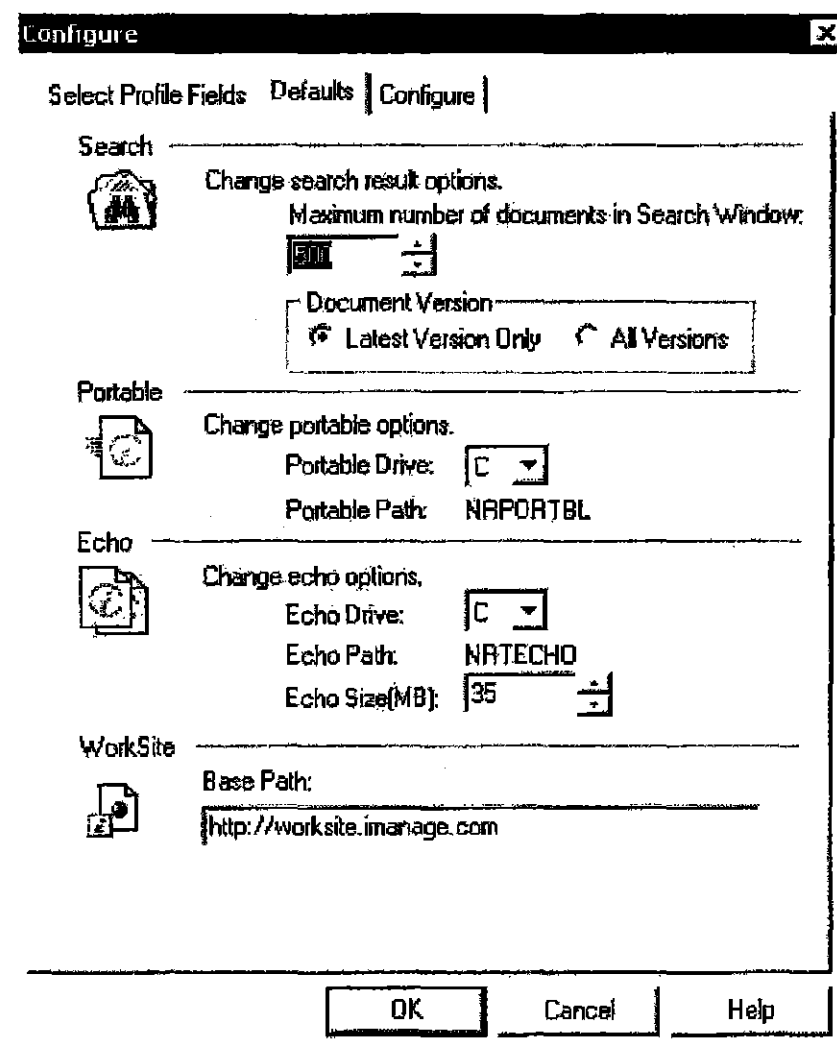 Configure
Select Profile Fields Defaults Configure
Search
Change search result options.
Maximum number of documents in Search Window:
500
Document Version
Latest Version Only All Versions
Portable
Change portable options.
Portable Drive: C
Portable Path: NRPORTBL
Echo
Change echo options.
Echo Drive: C
Echo Path: NRTECHO
Echo Size(MB): 35
WorkSite
Base Path:
http://worksite.imanage.com
OK Cancel Help